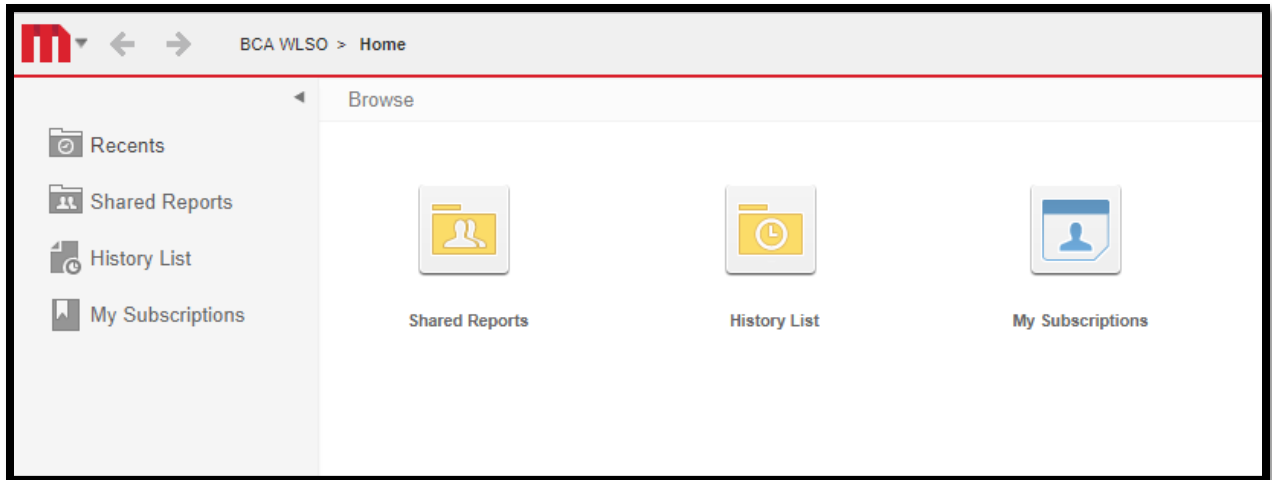 BCA WLSO > Home
Browse
Recents
Shared Reports
History List
My Subscriptions
Shared Reports
History List
My Subscriptions